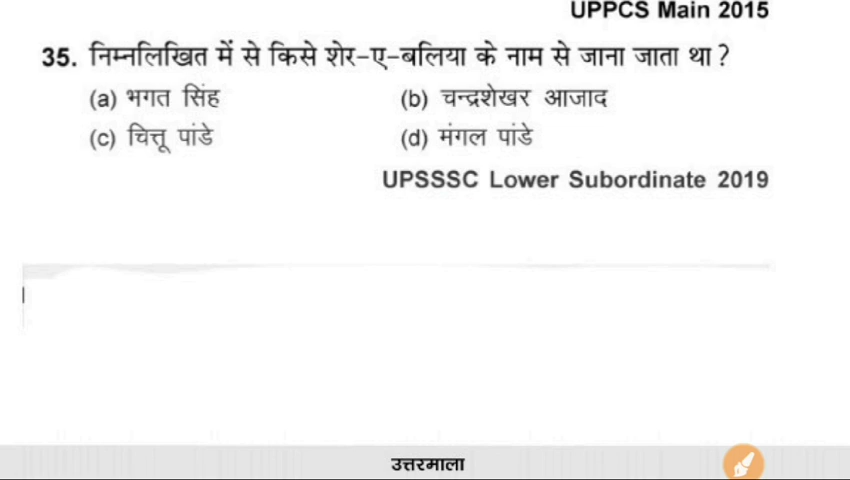 UPPCS Main 2015
35. निम्नलिखित में से किसे शेर-ए-बलिया के नाम से जाना जाता था ?
(a) भगत सिंह (b) चन्द्रशेखर आजाद
(c) चित्तू पांडे (d) मंगल पांडे
UPSSSC Lower Subordinate 2019
उत्तरमाला